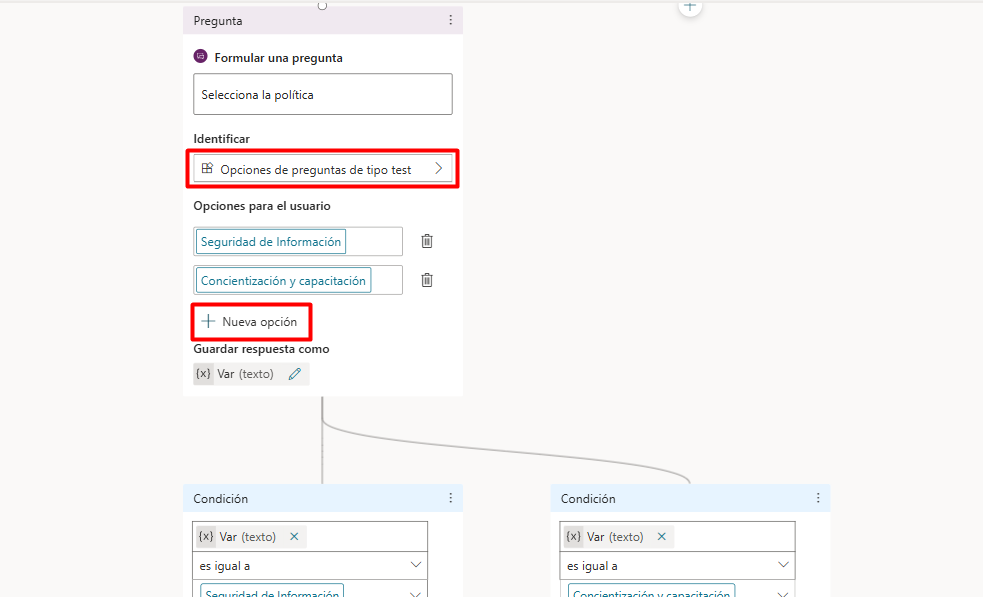 Pregunta
Formular una pregunta
Selecciona la política
Identificar
Opciones de preguntas de tipo test
Opciones para el usuario
Seguridad de Información
Concientización y capacitación
Nueva opción
Guardar respuesta como
{x} Var (texto)
Condición
{x} Var (texto)
es igual a
Seguridad de Información
Condición
{x} Var (texto)
es igual a
Concientización y capacitación